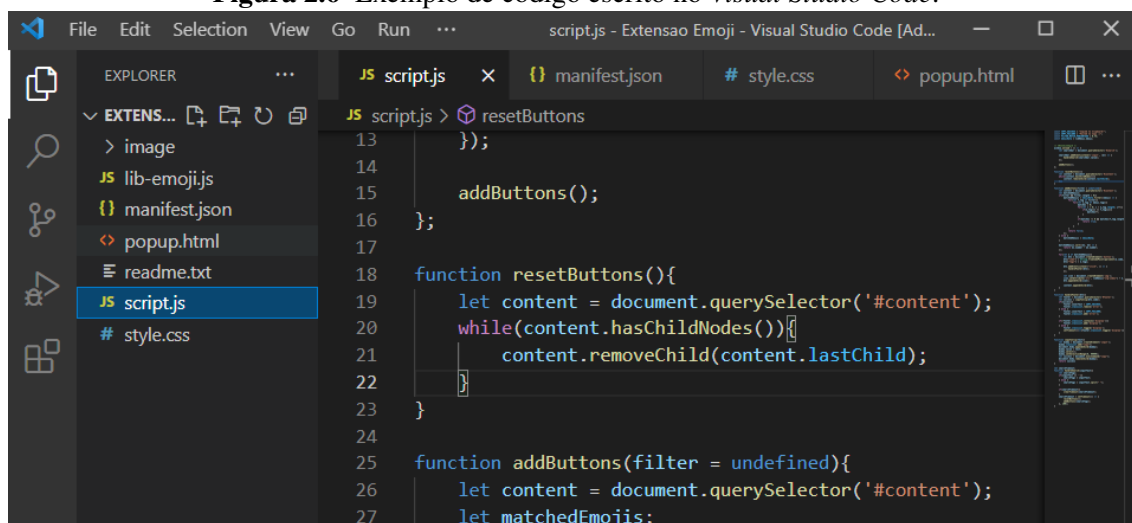 Figura 2.6 Exemplo de código escrito no Visual Studio Code.
File Edit Selection View Go Run ··· script.js - Extensao Emoji - Visual Studio Code [Ad...
EXPLORER ···
EXTENS...
image
JS lib-emoji.js
{} manifest.json
<> popup.html
readme.txt
JS script.js
# style.css
JS script.js × {} manifest.json # style.css <> popup.html ···
JS script.js > resetButtons
13 });
14
15 addButtons();
16 };
17
18 function resetButtons(){
19 let content = document.querySelector('#content');
20 while(content.hasChildNodes()){
21 content.removeChild(content.lastChild);
22 }
23 }
24
25 function addButtons(filter = undefined){
26 let content = document.querySelector('#content');
27 let matchedEmojis;